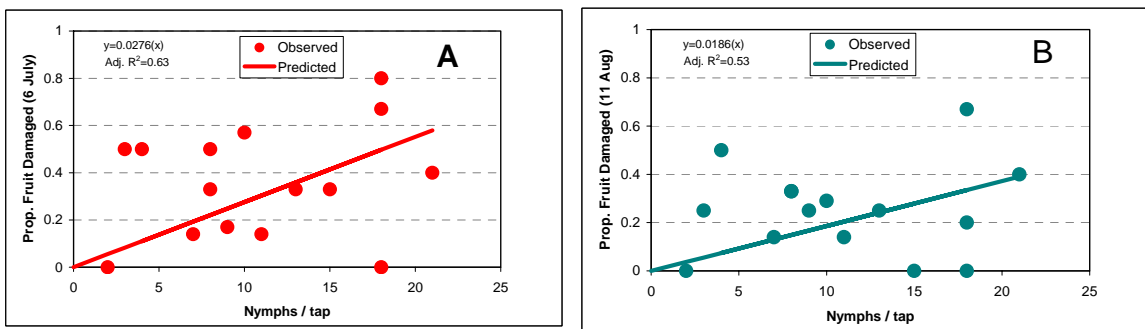 y=0.0276(x)
Adj. R²=0.63
Observed
Predicted
A
Prop. Fruit Damaged (6 July)
1
0.8
0.6
0.4
0.2
0
0 5 10 15 20 25
Nymphs / tap
y=0.0186(x)
Adj. R²=0.53
Observed
Predicted
B
Prop. Fruit Damaged (11 Aug)
1
0.8
0.6
0.4
0.2
0
0 5 10 15 20 25
Nymphs / tap